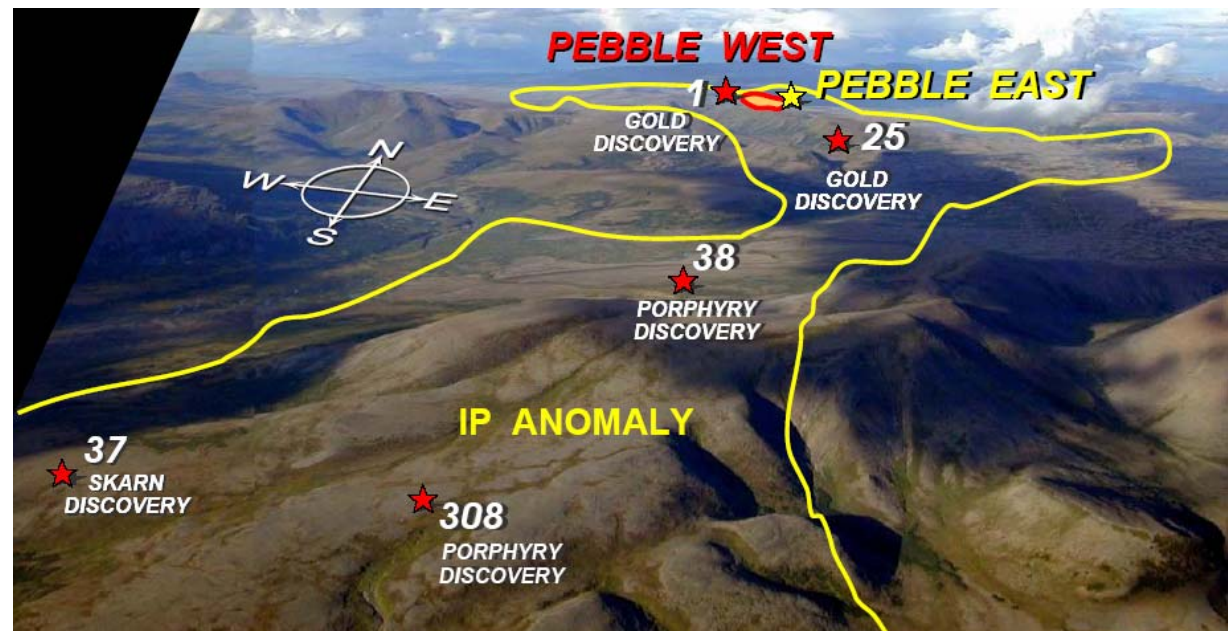 PEBBLE WEST
PEBBLE EAST
1
GOLD
DISCOVERY
25
GOLD
DISCOVERY
N
W
E
S
38
PORPHYRY
DISCOVERY
IP ANOMALY
37
SKARN
DISCOVERY
308
PORPHYRY
DISCOVERY